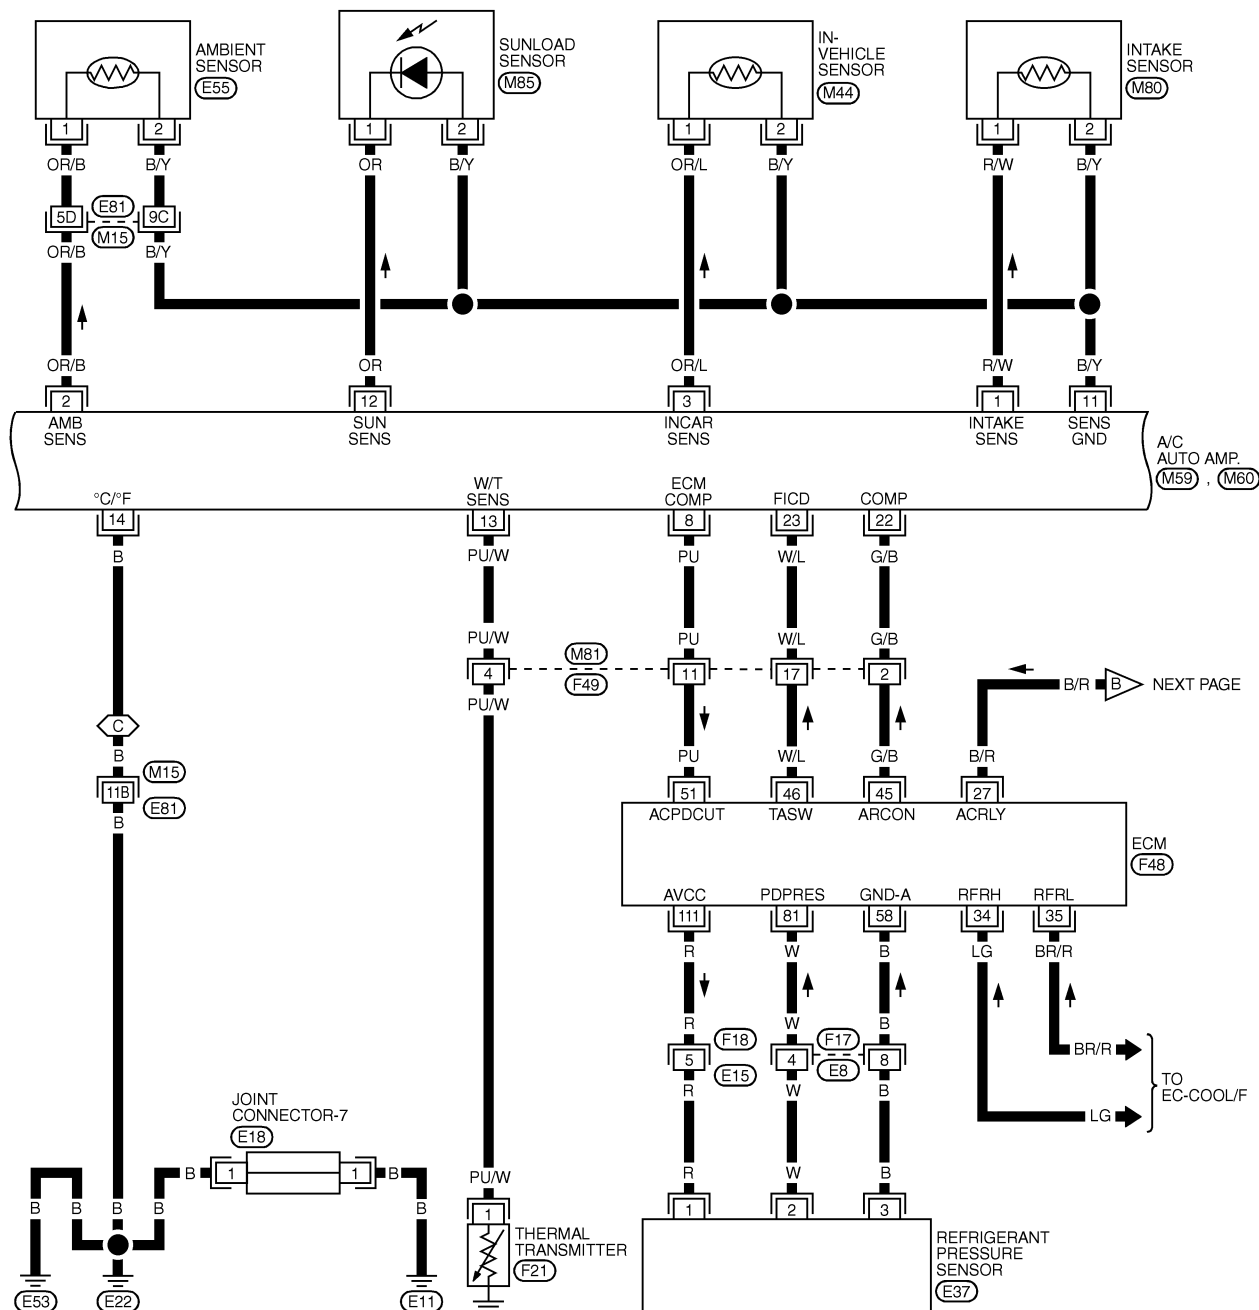 AMBIENT
SENSOR
E55
SUNLOAD
SENSOR
M85
IN-
VEHICLE
SENSOR
M44
INTAKE
SENSOR
M80
1 2 1 2 1 2 1 2
OR/B B/Y OR B/Y OR/L B/Y R/W B/Y
5D E81 9C
M15
OR/B B/Y
OR/B OR OR/L R/W B/Y
2 12 3 1 11
AMB
SENS
SUN
SENS
INCAR
SENS
INTAKE
SENS
SENS
GND
A/C
AUTO AMP.
M59 , M60
°C/°F
W/T
SENS
ECM
COMP
FICD
COMP
14 13 8 23 22
B PU/W PU W/L G/B
PU/W PU W/L G/B
M81
4 11 17 2
F49
PU/W
B/R B NEXT PAGE
C
B PU W/L G/B B/R
M15
11B
E81
B
51 46 45 27
ACPDCUT TASW ARCON ACRLY
ECM
F48
AVCC PDPRES GND-A RFRH RFRL
111 81 58 34 35
R W B LG BR/R
R W B
F18 F17
5 4 8
E15 E8
R W B
BR/R
TO
EC-COOL/F
LG
JOINT
CONNECTOR-7
E18
B 1 1 B
PU/W R W B
B B B B B
1 1 2 3
THERMAL
TRANSMITTER
F21
REFRIGERANT
PRESSURE
SENSOR
E37
E53 E22 E11